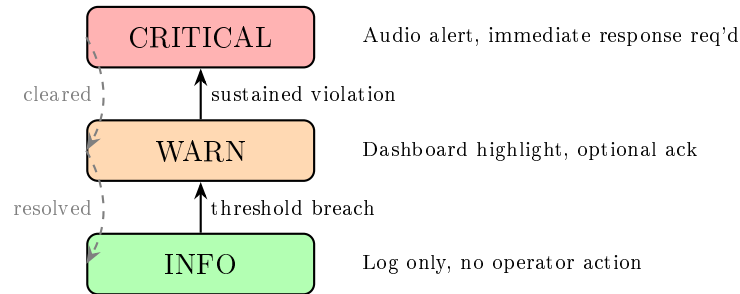 CRITICAL Audio alert, immediate response req'd
cleared sustained violation
WARN Dashboard highlight, optional ack
resolved threshold breach
INFO Log only, no operator action